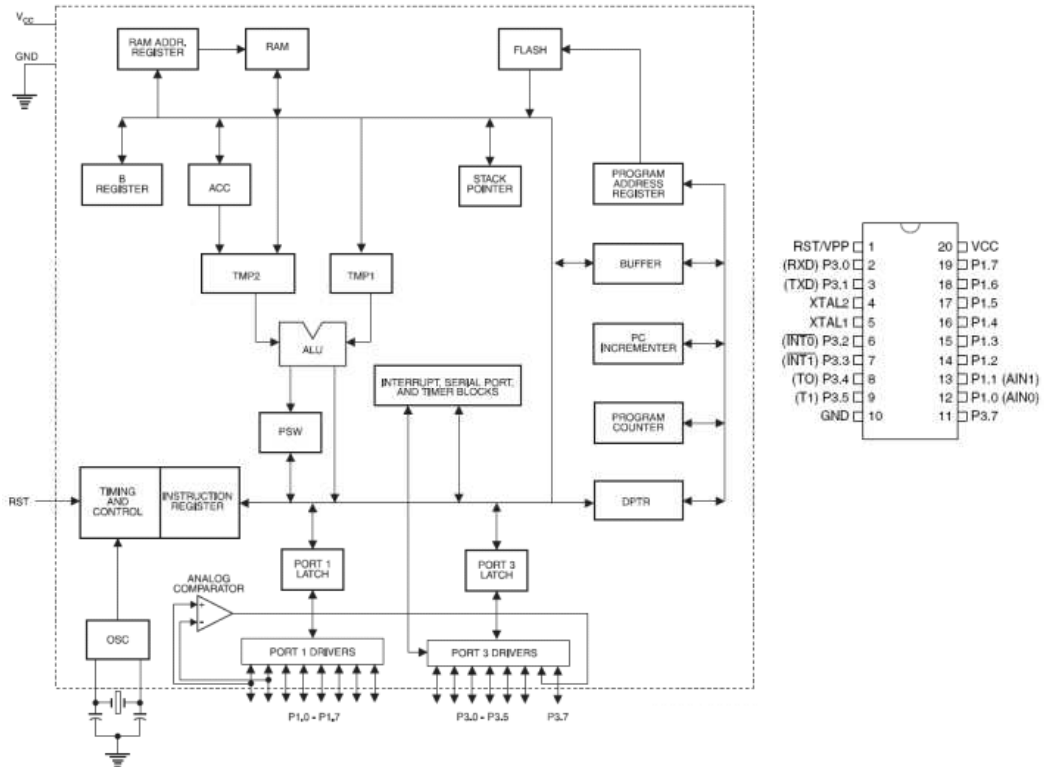 VCC
GND
RAM ADDR.
REGISTER
RAM
FLASH
B
REGISTER
ACC
STACK
POINTER
PROGRAM
ADDRESS
REGISTER
TMP2
TMP1
BUFFER
ALU
PC
INCREMENTER
INTERRUPT, SERIAL PORT,
AND TIMER BLOCKS
PSW
PROGRAM
COUNTER
RST
TIMING
AND
CONTROL
INSTRUCTION
REGISTER
DPTR
PORT 1
LATCH
PORT 3
LATCH
ANALOG
COMPARATOR
+
−
OSC
PORT 1 DRIVERS
PORT 3 DRIVERS
P1.0 - P1.7
P3.0 - P3.5
P3.7
RST/VPP 1 20 VCC
(RXD) P3.0 2 19 P1.7
(TXD) P3.1 3 18 P1.6
XTAL2 4 17 P1.5
XTAL1 5 16 P1.4
(INT0) P3.2 6 15 P1.3
(INT1) P3.3 7 14 P1.2
(TO) P3.4 8 13 P1.1 (AIN1)
(T1) P3.5 9 12 P1.0 (AIN0)
GND 10 11 P3.7